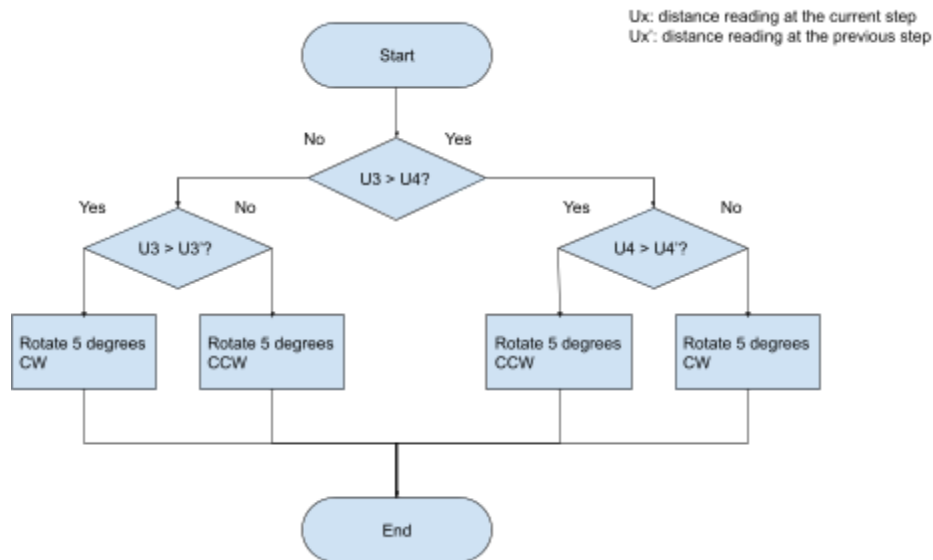 Ux: distance reading at the current step
Ux': distance reading at the previous step
Start
No
Yes
U3 > U4?
Yes
No
Yes
No
U3 > U3'?
U4 > U4'?
Rotate 5 degrees
CW
Rotate 5 degrees
CCW
Rotate 5 degrees
CCW
Rotate 5 degrees
CW
End